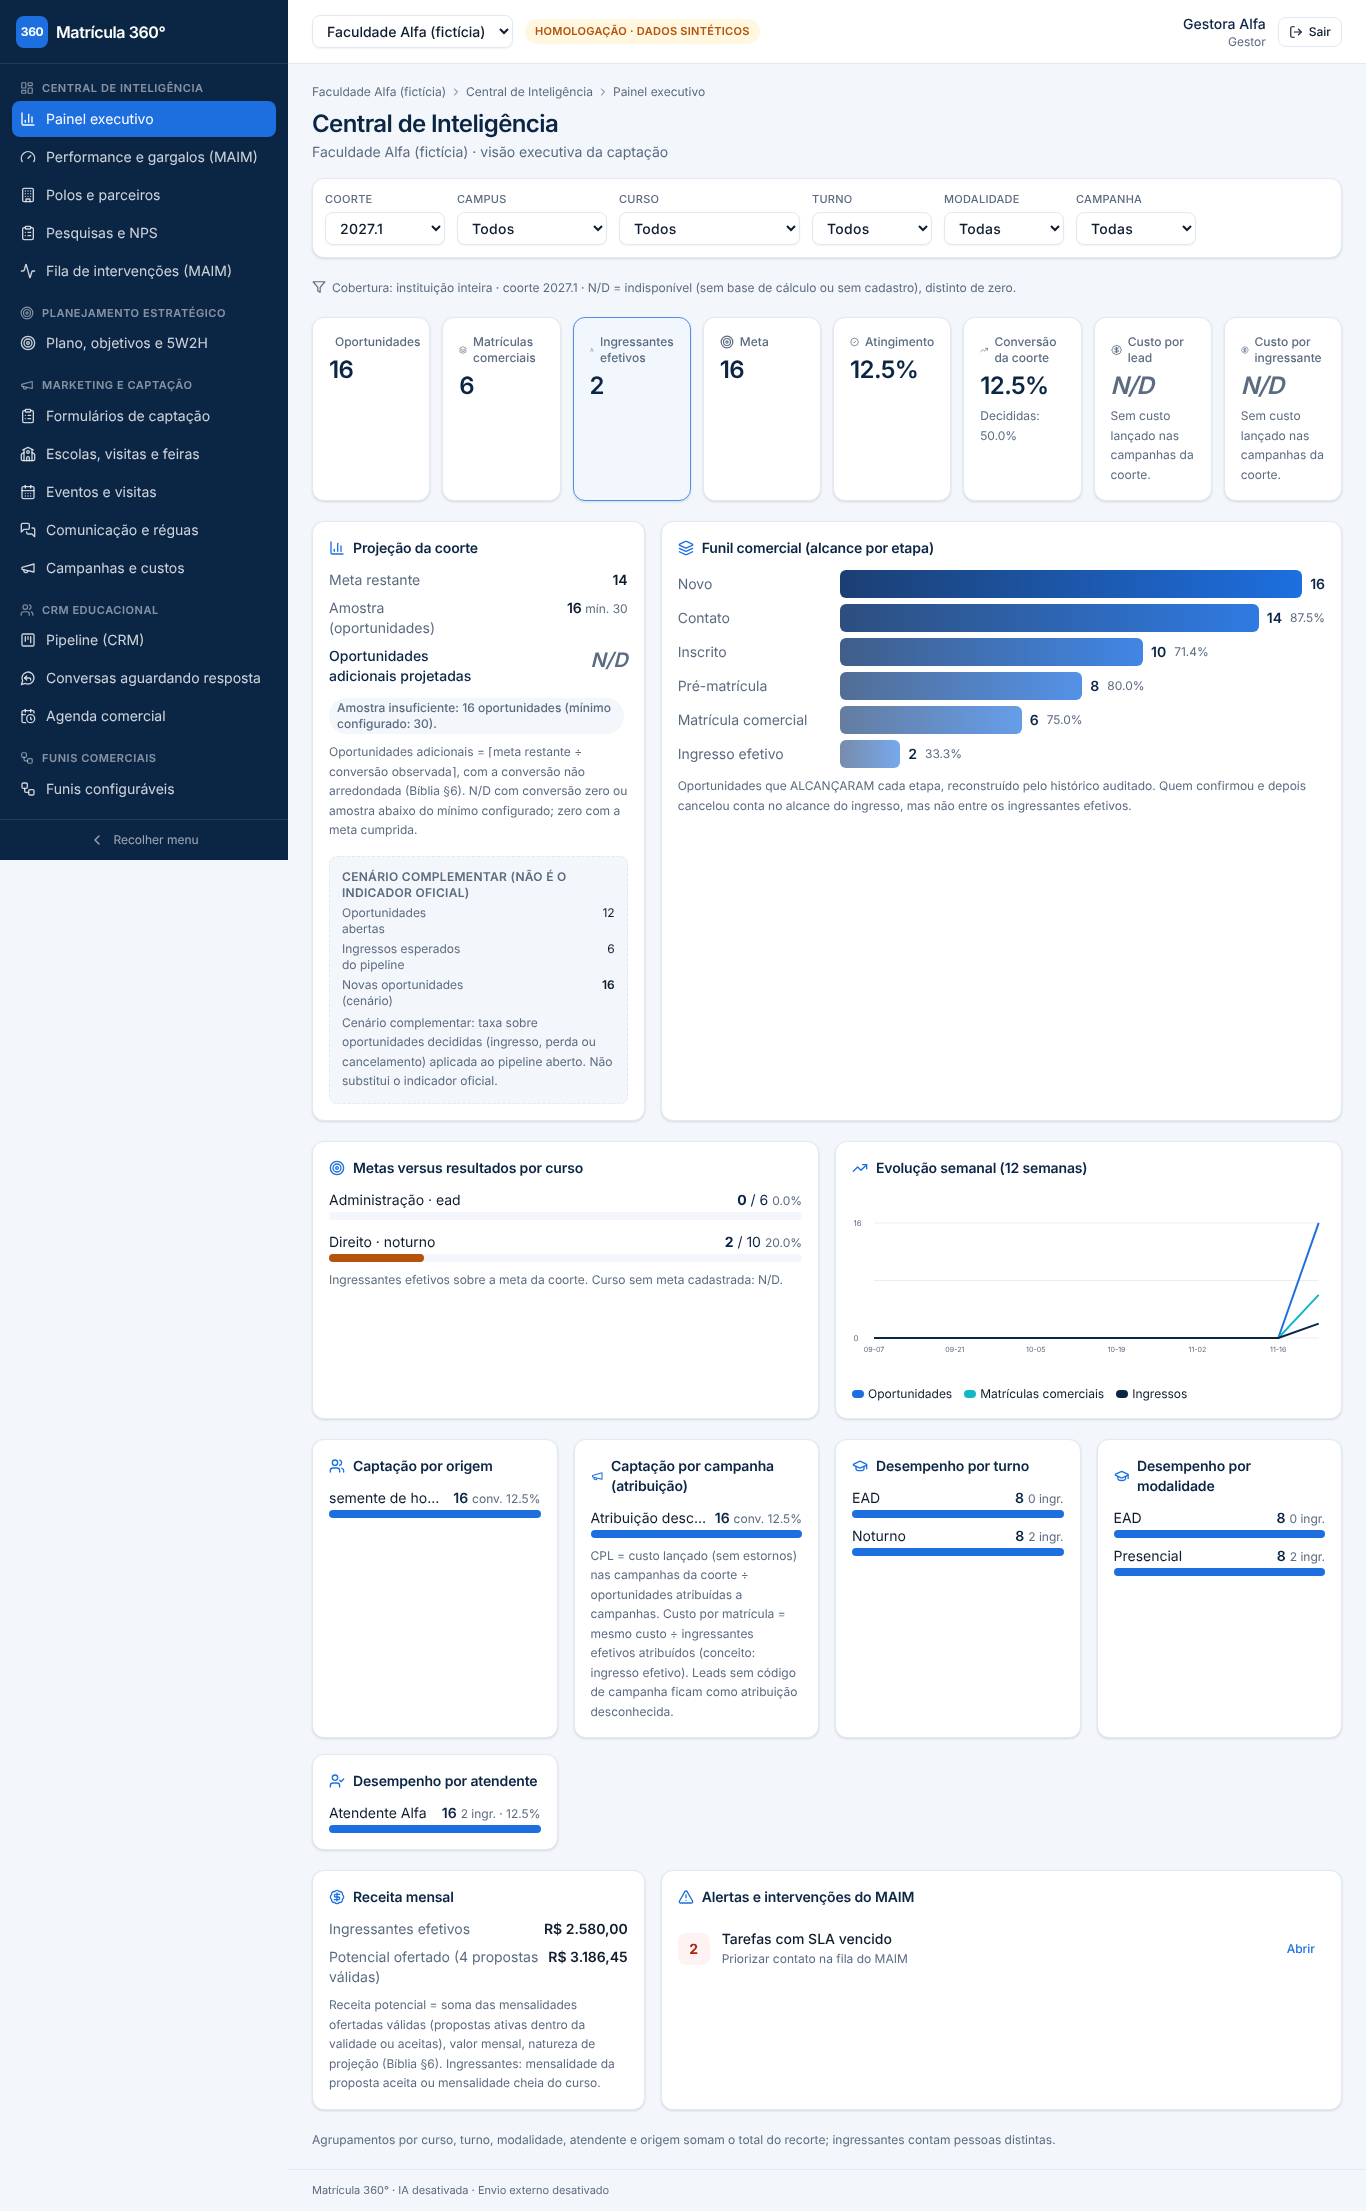 360 Matrícula 360°
CENTRAL DE INTELIGÊNCIA
Painel executivo
Performance e gargalos (MAIM)
Polos e parceiros
Pesquisas e NPS
Fila de intervenções (MAIM)
PLANEJAMENTO ESTRATÉGICO
Plano, objetivos e 5W2H
MARKETING E CAPTAÇÃO
Formulários de captação
Escolas, visitas e feiras
Eventos e visitas
Comunicação e réguas
Campanhas e custos
CRM EDUCACIONAL
Pipeline (CRM)
Conversas aguardando resposta
Agenda comercial
FUNIS COMERCIAIS
Funis configuráveis
Recolher menu
Faculdade Alfa (fictícia)
HOMOLOGAÇÃO · DADOS SINTÉTICOS
Gestora Alfa
Gestor
Sair
Faculdade Alfa (fictícia) > Central de Inteligência > Painel executivo
Central de Inteligência
Faculdade Alfa (fictícia) · visão executiva da captação
COORTE
2027.1
CAMPUS
Todos
CURSO
Todos
TURNO
Todos
MODALIDADE
Todas
CAMPANHA
Todas
Cobertura: instituição inteira · coorte 2027.1 · N/D = indisponível (sem base de cálculo ou sem cadastro), distinto de zero.
Oportunidades
16
Matrículas
comerciais
6
Ingressantes
efetivos
2
Meta
16
Atingimento
12.5%
Conversão
da coorte
12.5%
Decididas:
50.0%
Custo por
lead
N/D
Sem custo
lançado nas
campanhas da
coorte.
Custo por
ingressante
N/D
Sem custo
lançado nas
campanhas da
coorte.
Projeção da coorte
Meta restante 14
Amostra
(oportunidades) 16 mín. 30
Oportunidades
adicionais projetadas N/D
Amostra insuficiente: 16 oportunidades (mínimo
configurado: 30).
Oportunidades adicionais = ⌈meta restante ÷
conversão observada⌉, com a conversão não
arredondada (Bíblia §6). N/D com conversão zero ou
amostra abaixo do mínimo configurado; zero com a
meta cumprida.
CENÁRIO COMPLEMENTAR (NÃO É O
INDICADOR OFICIAL)
Oportunidades
abertas 12
Ingressos esperados
do pipeline 6
Novas oportunidades
(cenário) 16
Cenário complementar: taxa sobre
oportunidades decididas (ingresso, perda ou
cancelamento) aplicada ao pipeline aberto. Não
substitui o indicador oficial.
Funil comercial (alcance por etapa)
Novo 16
Contato 14 87.5%
Inscrito 10 71.4%
Pré-matrícula 8 80.0%
Matrícula comercial 6 75.0%
Ingresso efetivo 2 33.3%
Oportunidades que ALCANÇARAM cada etapa, reconstruído pelo histórico auditado. Quem confirmou e depois
cancelou conta no alcance do ingresso, mas não entre os ingressantes efetivos.
Metas versus resultados por curso
Administração · ead 0 / 6 0.0%
Direito · noturno 2 / 10 20.0%
Ingressantes efetivos sobre a meta da coorte. Curso sem meta cadastrada: N/D.
Evolução semanal (12 semanas)
16
0
09-07 09-21 10-05 10-19 11-02 11-16
Oportunidades Matrículas comerciais Ingressos
Captação por origem
semente de ho... 16 conv. 12.5%
Captação por campanha
(atribuição)
Atribuição desc... 16 conv. 12.5%
CPL = custo lançado (sem estornos)
nas campanhas da coorte ÷
oportunidades atribuídas a
campanhas. Custo por matrícula =
mesmo custo ÷ ingressantes
efetivos atribuídos (conceito:
ingresso efetivo). Leads sem código
de campanha ficam como atribuição
desconhecida.
Desempenho por turno
EAD 8 0 ingr.
Noturno 8 2 ingr.
Desempenho por
modalidade
EAD 8 0 ingr.
Presencial 8 2 ingr.
Desempenho por atendente
Atendente Alfa 16 2 ingr. · 12.5%
Receita mensal
Ingressantes efetivos R$ 2.580,00
Potencial ofertado (4 propostas
válidas) R$ 3.186,45
Receita potencial = soma das mensalidades
ofertadas válidas (propostas ativas dentro da
validade ou aceitas), valor mensal, natureza de
projeção (Bíblia §6). Ingressantes: mensalidade da
proposta aceita ou mensalidade cheia do curso.
Alertas e intervenções do MAIM
2 Tarefas com SLA vencido
Priorizar contato na fila do MAIM
Abrir
Agrupamentos por curso, turno, modalidade, atendente e origem somam o total do recorte; ingressantes contam pessoas distintas.
Matrícula 360° · IA desativada · Envio externo desativado